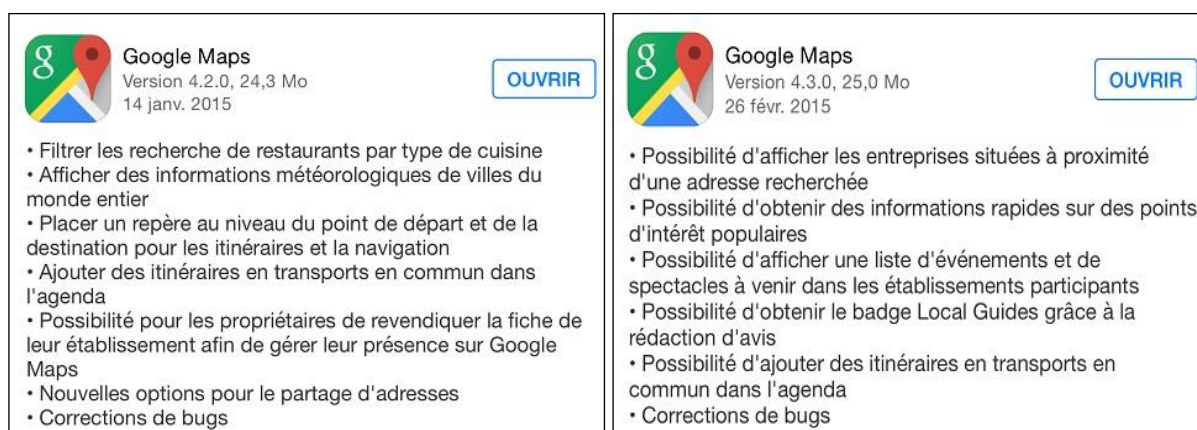 g
Google Maps
Version 4.2.0, 24,3 Mo
14 janv. 2015
OUVRIR
• Filtrer les recherche de restaurants par type de cuisine
• Afficher des informations météorologiques de villes du
monde entier
• Placer un repère au niveau du point de départ et de la
destination pour les itinéraires et la navigation
• Ajouter des itinéraires en transports en commun dans
l'agenda
• Possibilité pour les propriétaires de revendiquer la fiche de
leur établissement afin de gérer leur présence sur Google
Maps
• Nouvelles options pour le partage d'adresses
• Corrections de bugs
g
Google Maps
Version 4.3.0, 25,0 Mo
26 févr. 2015
OUVRIR
• Possibilité d'afficher les entreprises situées à proximité
d'une adresse recherchée
• Possibilité d'obtenir des informations rapides sur des points
d'intérêt populaires
• Possibilité d'afficher une liste d'événements et de
spectacles à venir dans les établissements participants
• Possibilité d'obtenir le badge Local Guides grâce à la
rédaction d'avis
• Possibilité d'ajouter des itinéraires en transports en
commun dans l'agenda
• Corrections de bugs